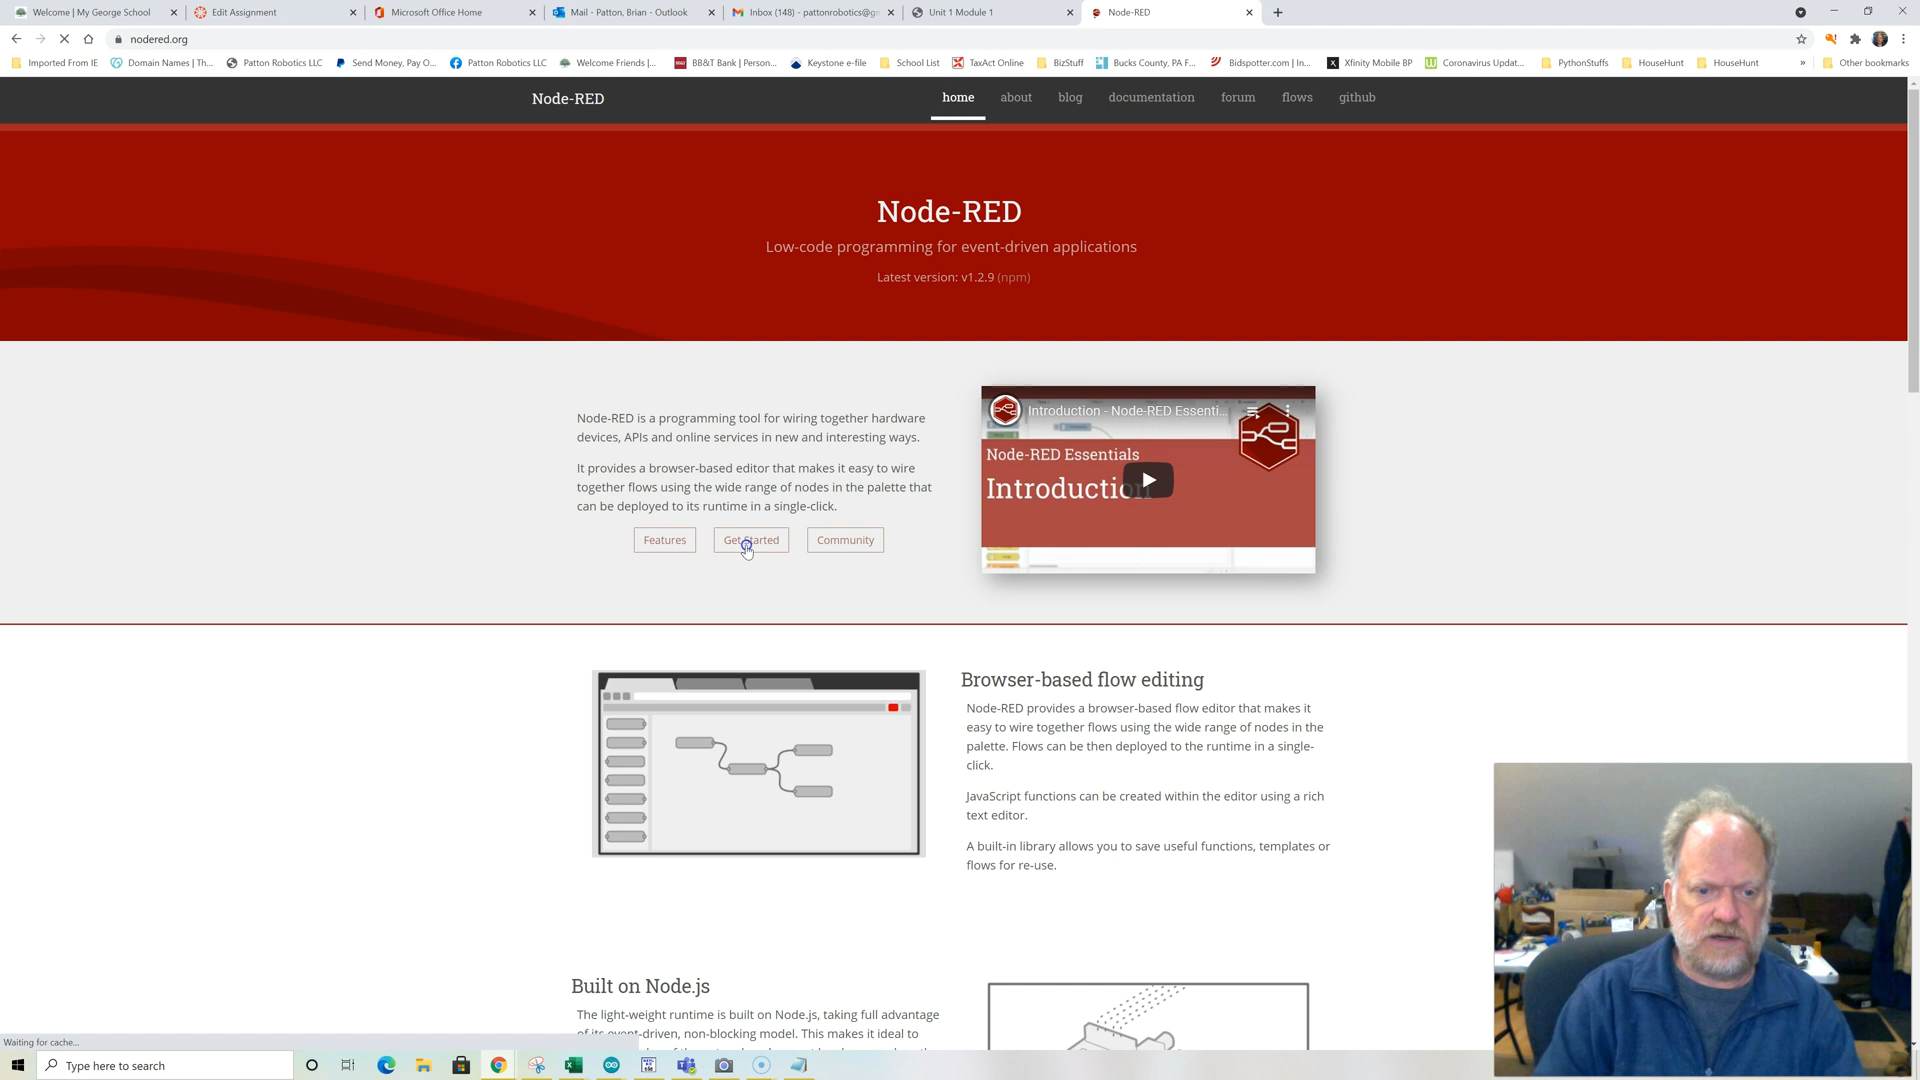 Welcome | My George School
Edit Assignment
Microsoft Office Home
Mail - Patton, Brian - Outlook
Inbox (148) - pattonrobotics@gm
Unit 1 Module 1
Node-RED
nodered.org
Imported From IE
Domain Names | Th...
Patton Robotics LLC
Send Money, Pay O...
Patton Robotics LLC
Welcome Friends |...
BB&T Bank | Person...
Keystone e-file
School List
TaxAct Online
BizStuff
Bucks County, PA F...
Bidspotter.com | In...
Xfinity Mobile BP
Coronavirus Updat...
PythonStuffs
HouseHunt
HouseHunt
»
Other bookmarks
Node-RED
home
about
blog
documentation
forum
flows
github
Node-RED
Low-code programming for event-driven applications
Latest version: v1.2.9 (npm)
Node-RED is a programming tool for wiring together hardware
devices, APIs and online services in new and interesting ways.
It provides a browser-based editor that makes it easy to wire
together flows using the wide range of nodes in the palette that
can be deployed to its runtime in a single-click.
Features
Get Started
Community
Introduction - Node-RED Essenti...
Node-RED Essentials
Introduction
Browser-based flow editing
Node-RED provides a browser-based flow editor that makes it
easy to wire together flows using the wide range of nodes in the
palette. Flows can be then deployed to the runtime in a single-
click.
JavaScript functions can be created within the editor using a rich
text editor.
A built-in library allows you to save useful functions, templates or
flows for re-use.
Built on Node.js
The light-weight runtime is built on Node.js, taking full advantage
of its event-driven, non-blocking model. This makes it ideal to
Waiting for cache...
Type here to search